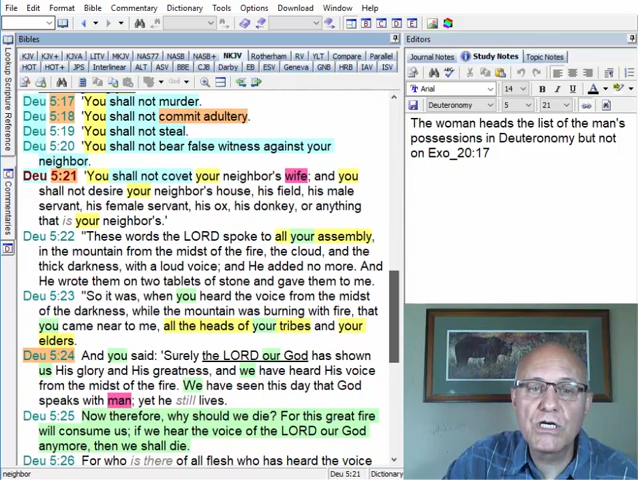 File Edit View Bible Commentary Dictionary Tools Options Download Window Help
Bibles
Editors
KJV KJV+ KJVA LITV MKJV NAS77 NASB NASB+ NKJV Rotherham RV YLT Compare Parallel
HOT HOT+ JPS Interlinear ALT ASV BBE Darby EB ESV Geneva GNB HRB IAV ISV
Journal Notes Study Notes Topic Notes
Arial 14 B I U A
Deuteronomy 5 21
Lookup Scripture Reference
Commentaries
Deu 5:17 'You shall not murder.
Deu 5:18 'You shall not commit adultery.
Deu 5:19 'You shall not steal.
Deu 5:20 'You shall not bear false witness against your
neighbor.
Deu 5:21 'You shall not covet your neighbor's wife; and you
shall not desire your neighbor's house, his field, his male
servant, his female servant, his ox, his donkey, or anything
that is your neighbor's.'
Deu 5:22 "These words the LORD spoke to all your assembly,
in the mountain from the midst of the fire, the cloud, and the
thick darkness, with a loud voice; and He added no more. And
He wrote them on two tablets of stone and gave them to me.
Deu 5:23 "So it was, when you heard the voice from the midst
of the darkness, while the mountain was burning with fire, that
you came near to me, all the heads of your tribes and your
elders.
Deu 5:24 And you said: 'Surely the LORD our God has shown
us His glory and His greatness, and we have heard His voice
from the midst of the fire. We have seen this day that God
speaks with man; yet he still lives.
Deu 5:25 Now therefore, why should we die? For this great fire
will consume us; if we hear the voice of the LORD our God
anymore, then we shall die.
Deu 5:26 For who is there of all flesh who has heard the voice
The woman heads the list of the man's
possessions in Deuteronomy but not
on Exo_20:17
neighbor
Deu 5:21
Dictionary